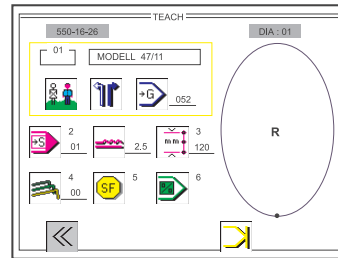 TEACH
550-16-26
DIA : 01
01
MODELL 47/11
→G
052
→S
2
01
2.5
m m
3
120
R
4
00
SF
5
6